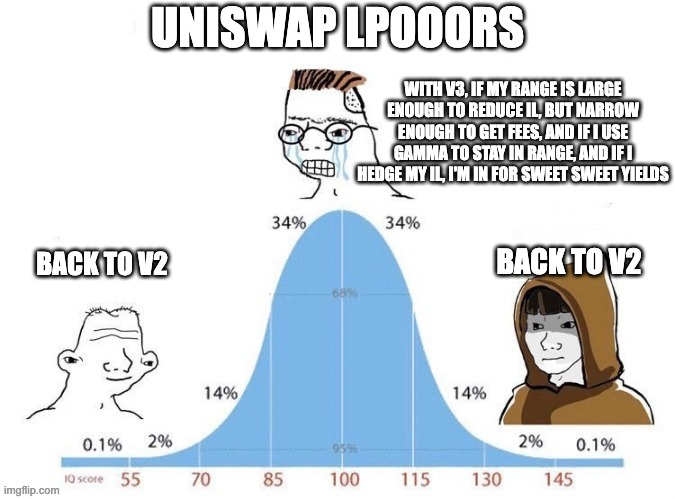 UNISWAP LPOOORS
WITH V3, IF MY RANGE IS LARGE
ENOUGH TO REDUCE IL, BUT NARROW
ENOUGH TO GET FEES, AND IF I USE
GAMMA TO STAY IN RANGE, AND IF I
HEDGE MY IL, I'M IN FOR SWEET SWEET YIELDS
34% 34%
BACK TO V2
BACK TO V2
68%
14% 14%
0.1% 2% 95% 2% 0.1%
IQ score 55 70 85 100 115 130 145
imgflip.com